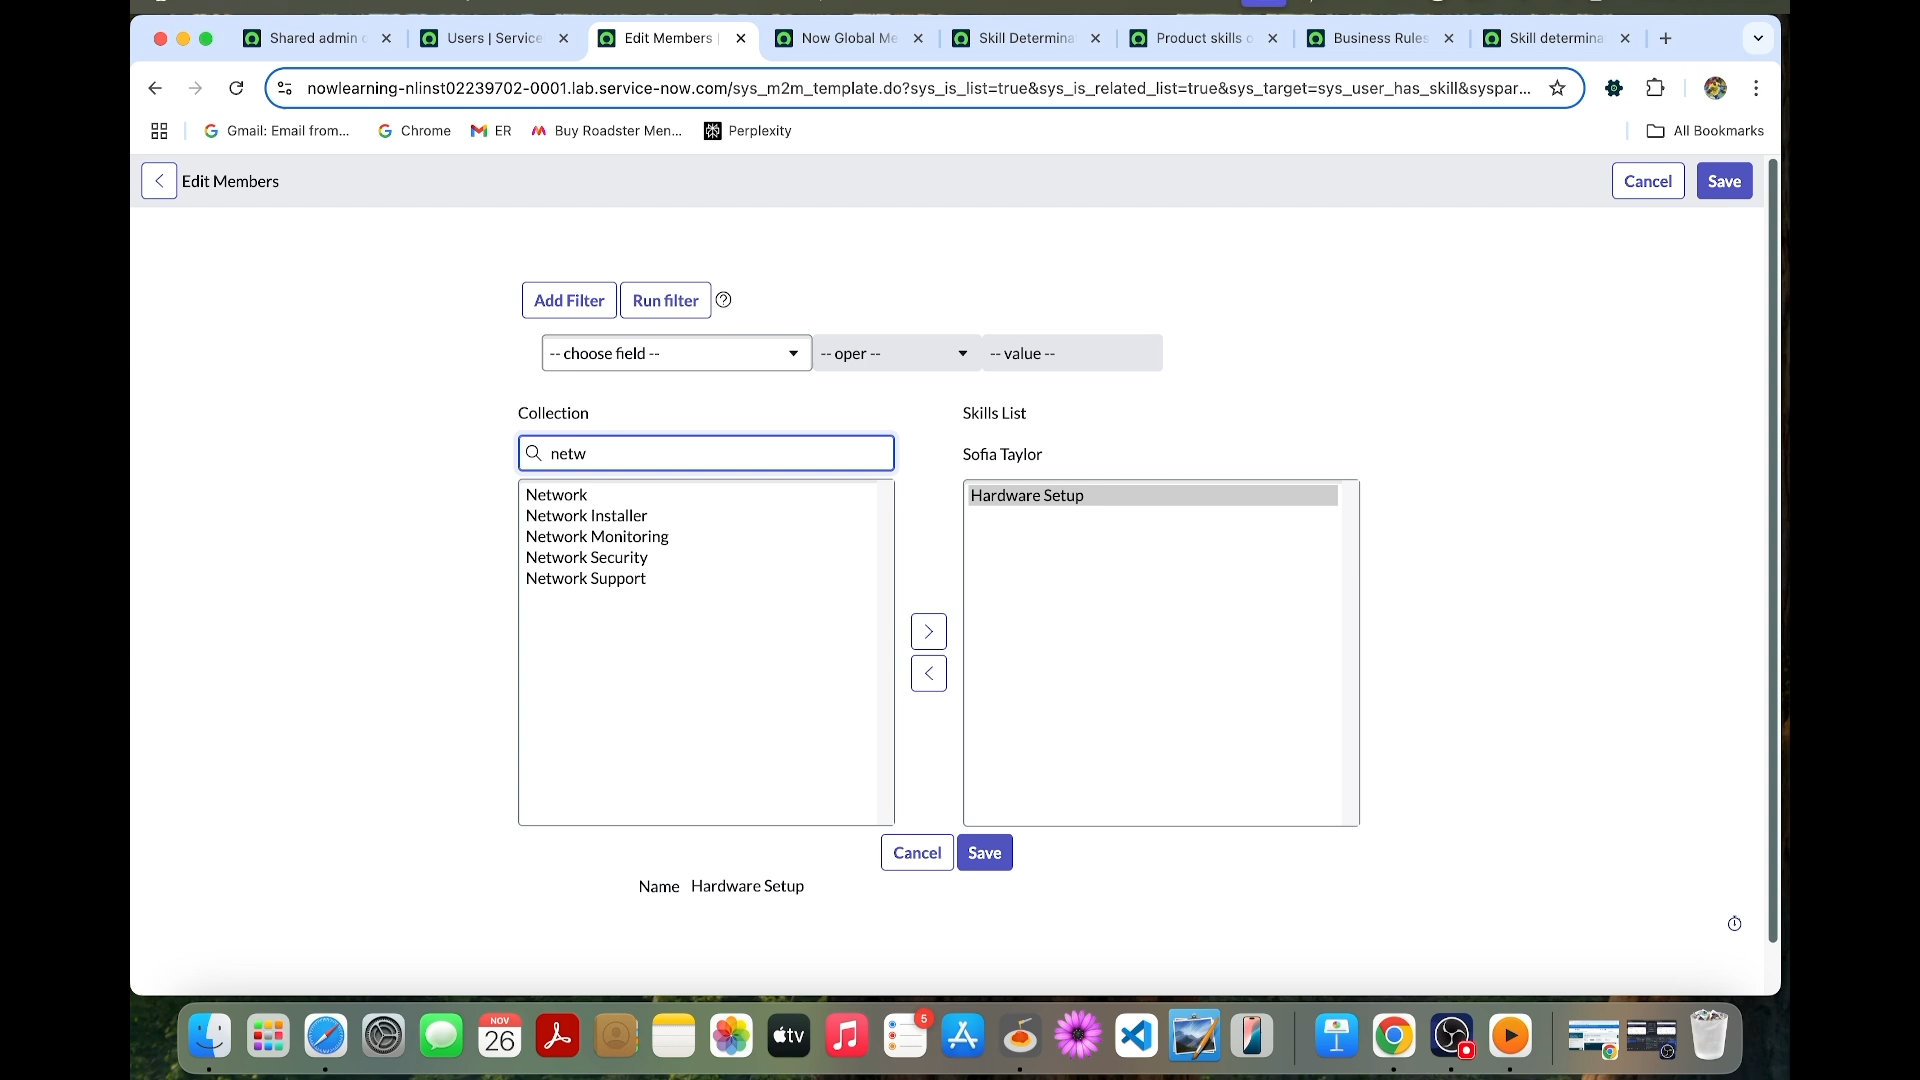 Shared admin
Users | Service
Edit Members |
Now Global Me
Skill Determina
Product skills o
Business Rules
Skill determina
nowlearning-nlinst02239702-0001.lab.service-now.com/sys_m2m_template.do?sys_is_list=true&sys_is_related_list=true&sys_target=sys_user_has_skill&syspar...
Gmail: Email from...
Chrome
ER
Buy Roadster Men...
Perplexity
All Bookmarks
Edit Members
Cancel
Save
Add Filter
Run filter
-- choose field --
-- oper --
-- value --
Collection
Skills List
netw
Sofia Taylor
Network
Network Installer
Network Monitoring
Network Security
Network Support
Hardware Setup
Cancel
Save
Name Hardware Setup
NOV
26
tv
5